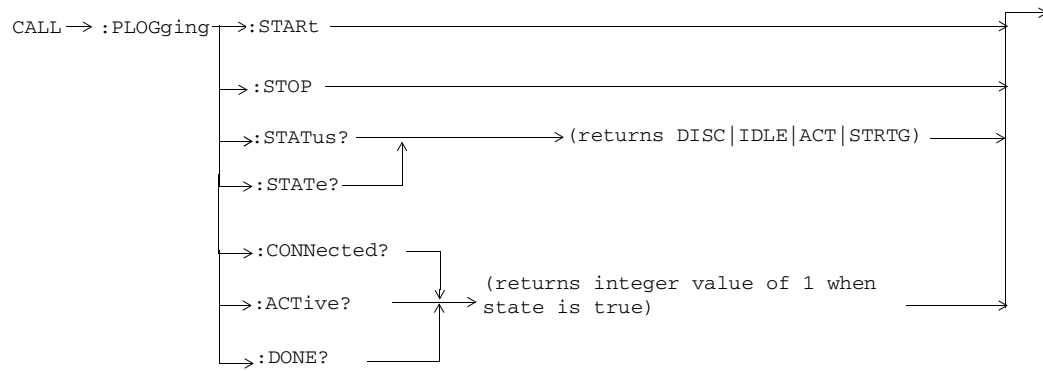 CALL :PLOGging :STARt
:STOP
:STATus? (returns DISC|IDLE|ACT|STRTG)
:STATe?
:CONNected?
(returns integer value of 1 when
:ACTive? state is true)
:DONE?